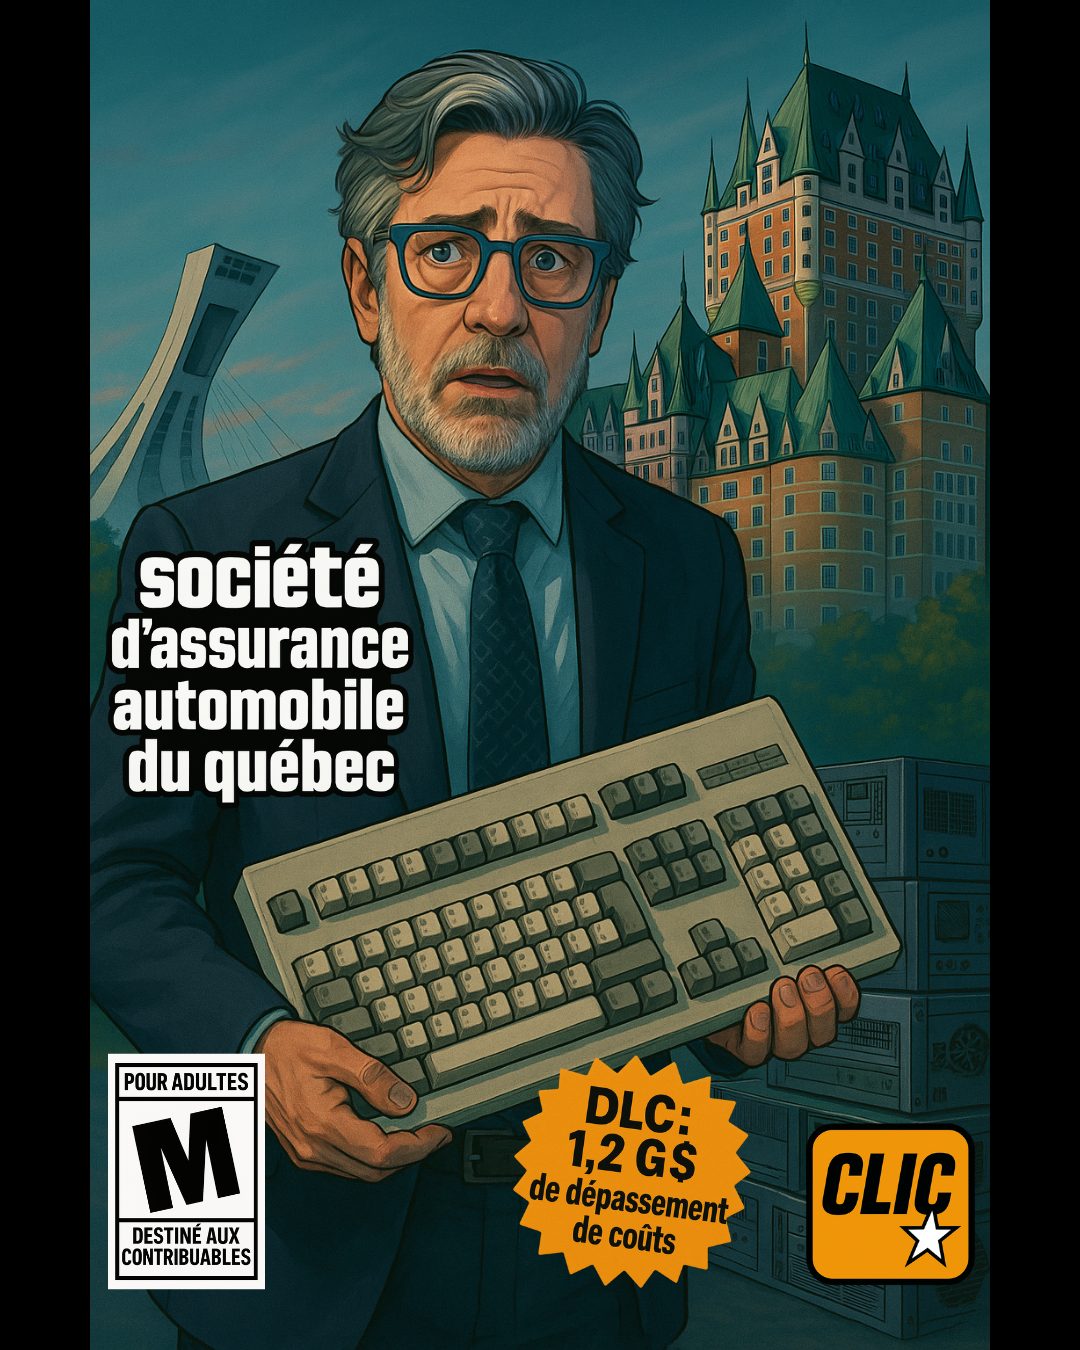 société
d'assurance
automobile
du québec
POUR ADULTES
M
DESTINÉ AUX
CONTRIBUABLES
DLC:
1,2 G$
de dépassement
de coûts
CLIC